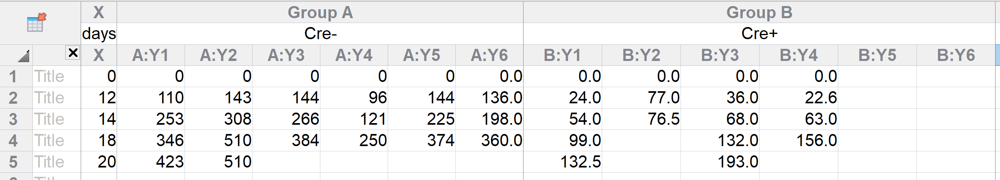 X Group A Group B
days Cre- Cre+
X A:Y1 A:Y2 A:Y3 A:Y4 A:Y5 A:Y6 B:Y1 B:Y2 B:Y3 B:Y4 B:Y5 B:Y6
1 Title 0 0 0 0 0 0 0.0 0.0 0.0 0.0 0.0
2 Title 12 110 143 144 96 144 136.0 24.0 77.0 36.0 22.6
3 Title 14 253 308 266 121 225 198.0 54.0 76.5 68.0 63.0
4 Title 18 346 510 384 250 374 360.0 99.0 132.0 156.0
5 Title 20 423 510 132.5 193.0
Title